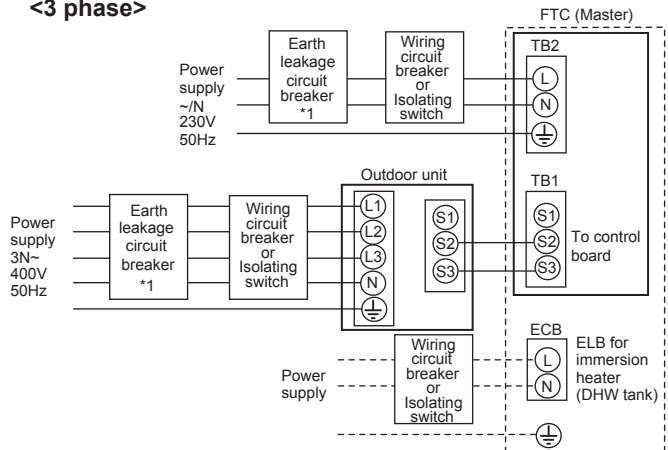 <3 phase>
FTC (Master)
Power
supply
~/N
230V
50Hz
Earth
leakage
circuit
breaker
*1
Wiring
circuit
breaker
or
Isolating
switch
TB2
L
N
Outdoor unit
Power
supply
3N~
400V
50Hz
Earth
leakage
circuit
breaker
*1
Wiring
circuit
breaker
or
Isolating
switch
L1
L2
L3
N
S1
S2
S3
TB1
S1
S2
S3
To control
board
Power
supply
Wiring
circuit
breaker
or
Isolating
switch
ECB
L
N
ELB for
immersion
heater
(DHW tank)